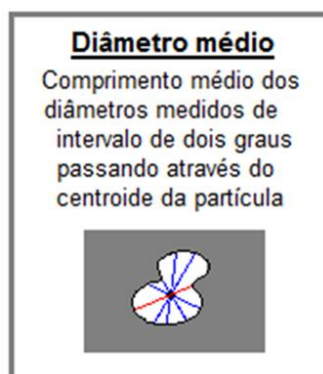 Diâmetro médio
Comprimento médio dos
diâmetros medidos de
intervalo de dois graus
passando através do
centroide da partícula